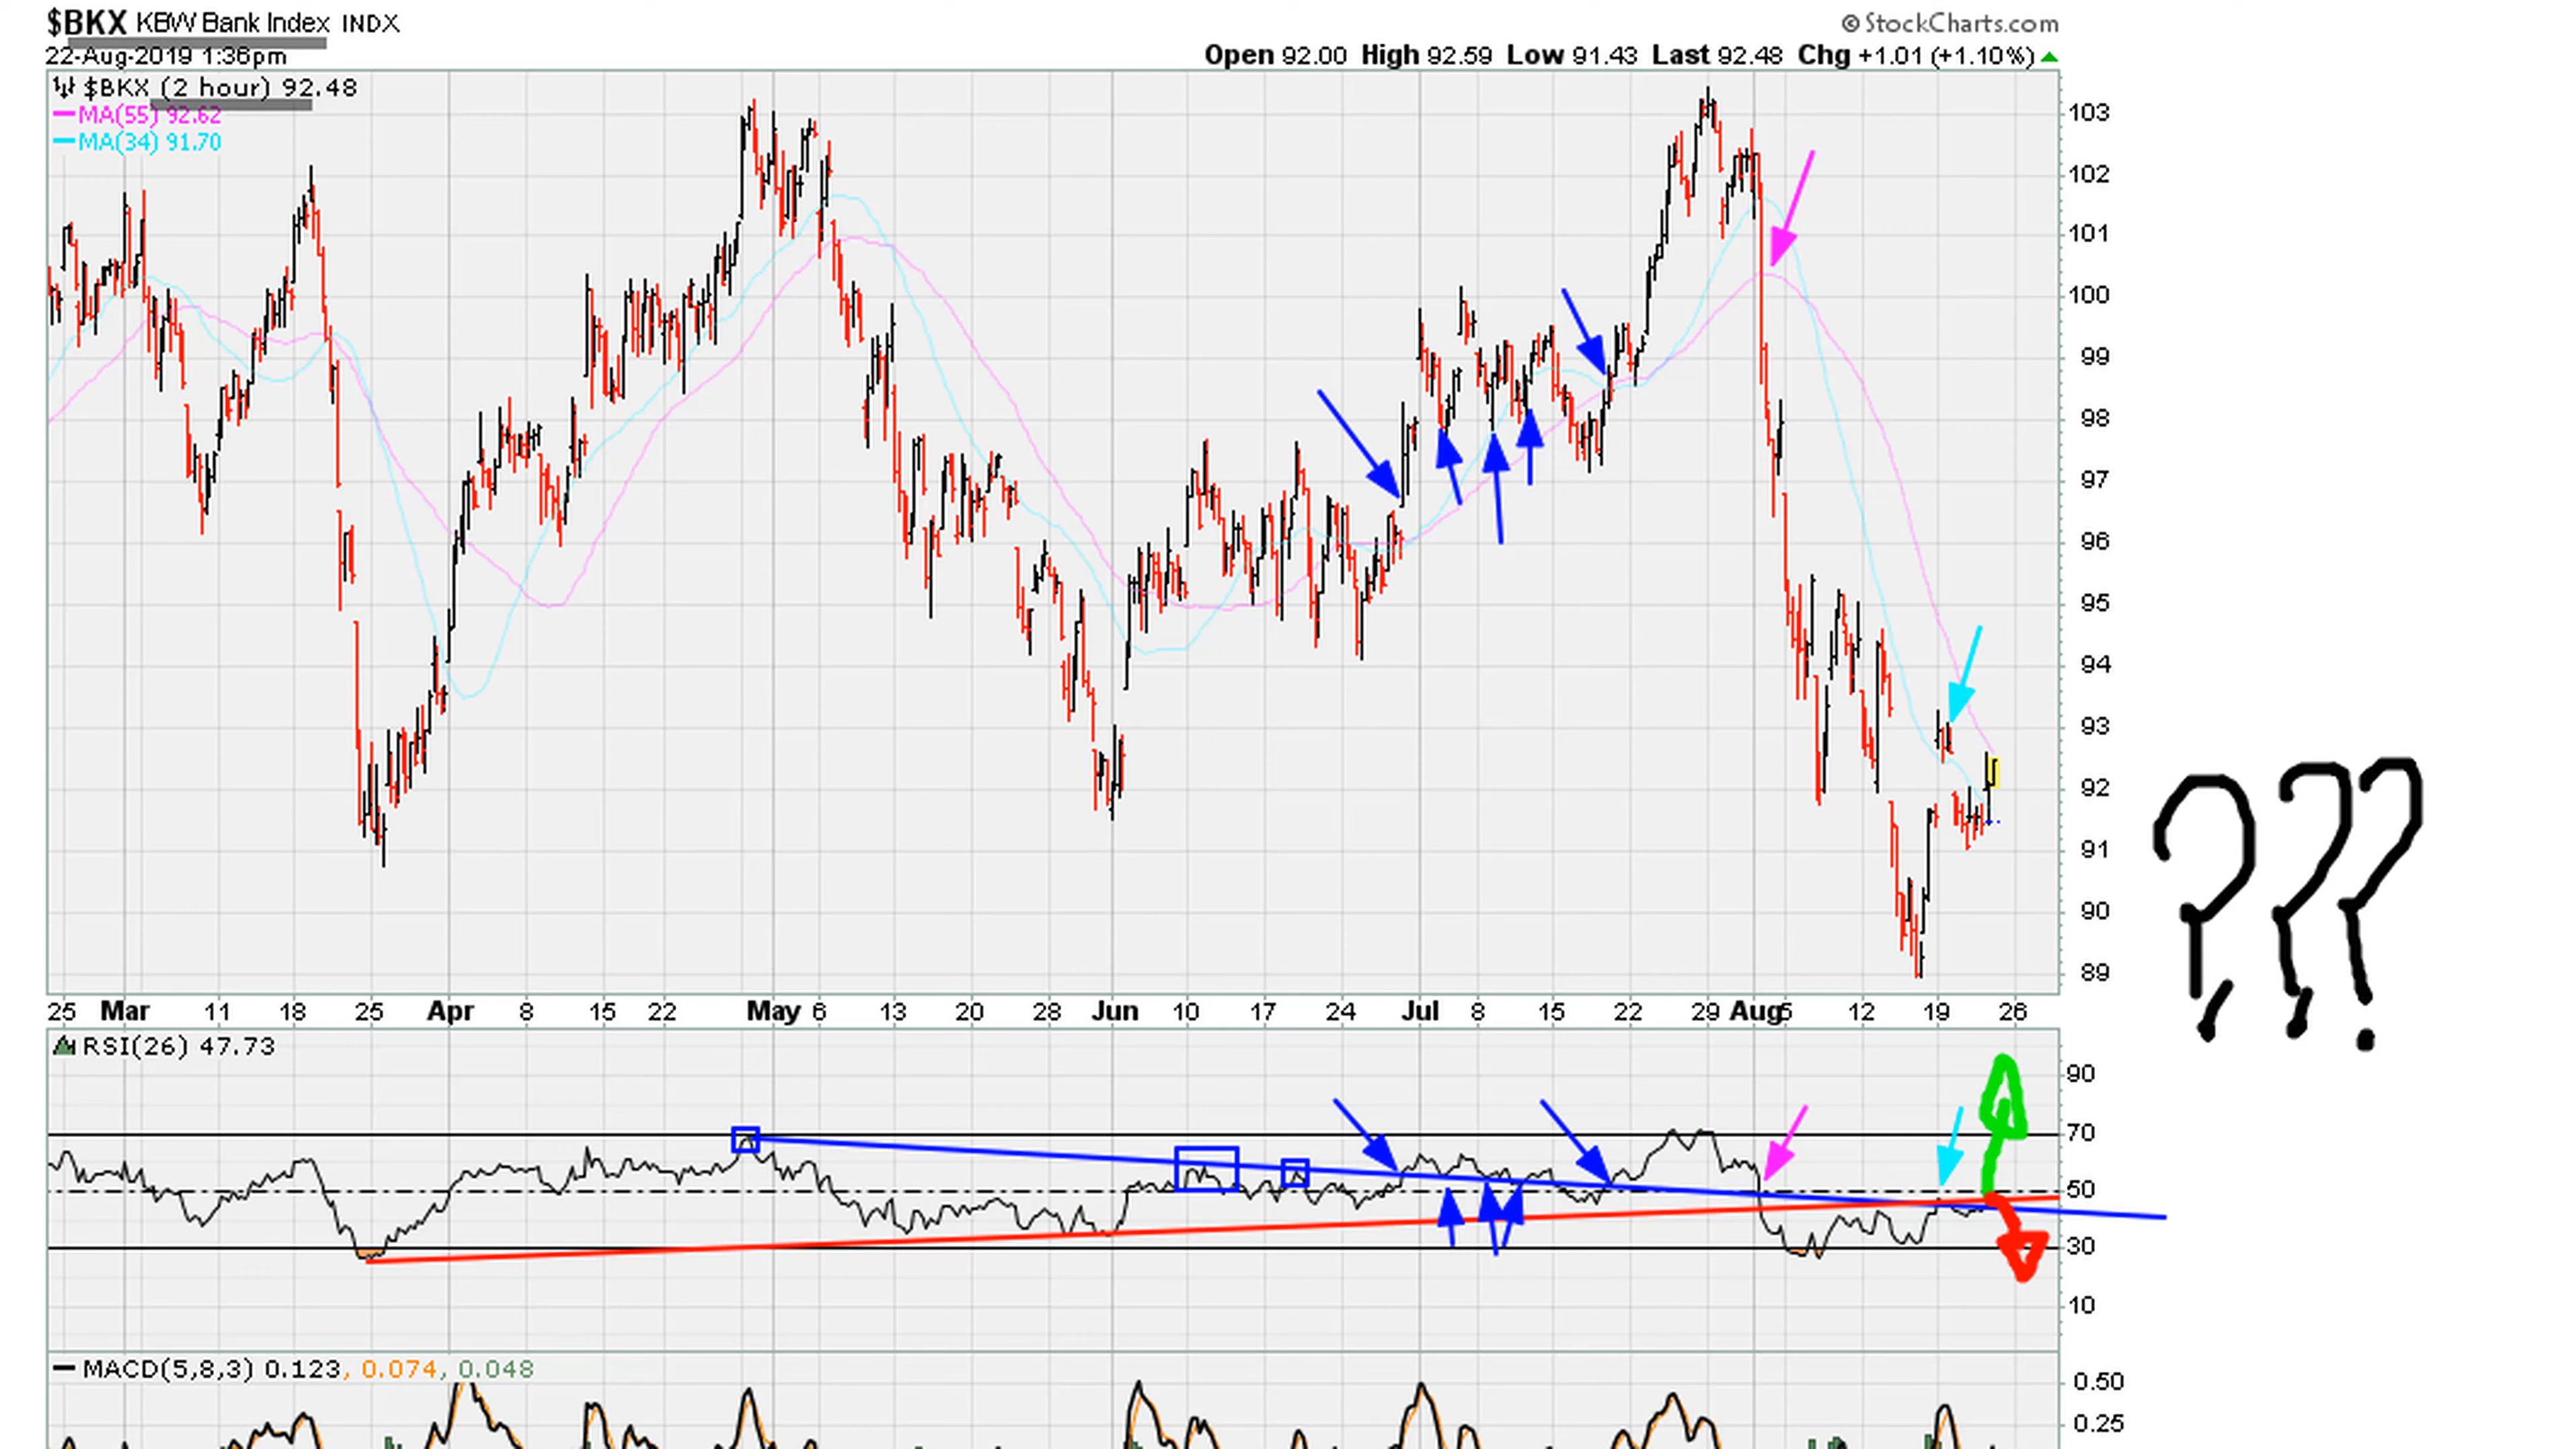 $BKX KBW Bank Index INDX
© StockCharts.com
22-Aug-2019 1:36pm
Open 92.00 High 92.59 Low 91.43 Last 92.48 Chg +1.01 (+1.10%)
$BKX (2 hour) 92.48
MA(55) 92.62
MA(34) 91.70
103
102
101
100
99
98
97
96
95
94
93
92
91
90
89
???
25 Mar 11 18 25 Apr 8 15 22 May 6 13 20 28 Jun 10 17 24 Jul 8 15 22 29 Aug 5 12 19 26
RSI(26) 47.73
90
70
50
30
10
MACD(5,8,3) 0.123, 0.074, 0.048
0.50
0.25